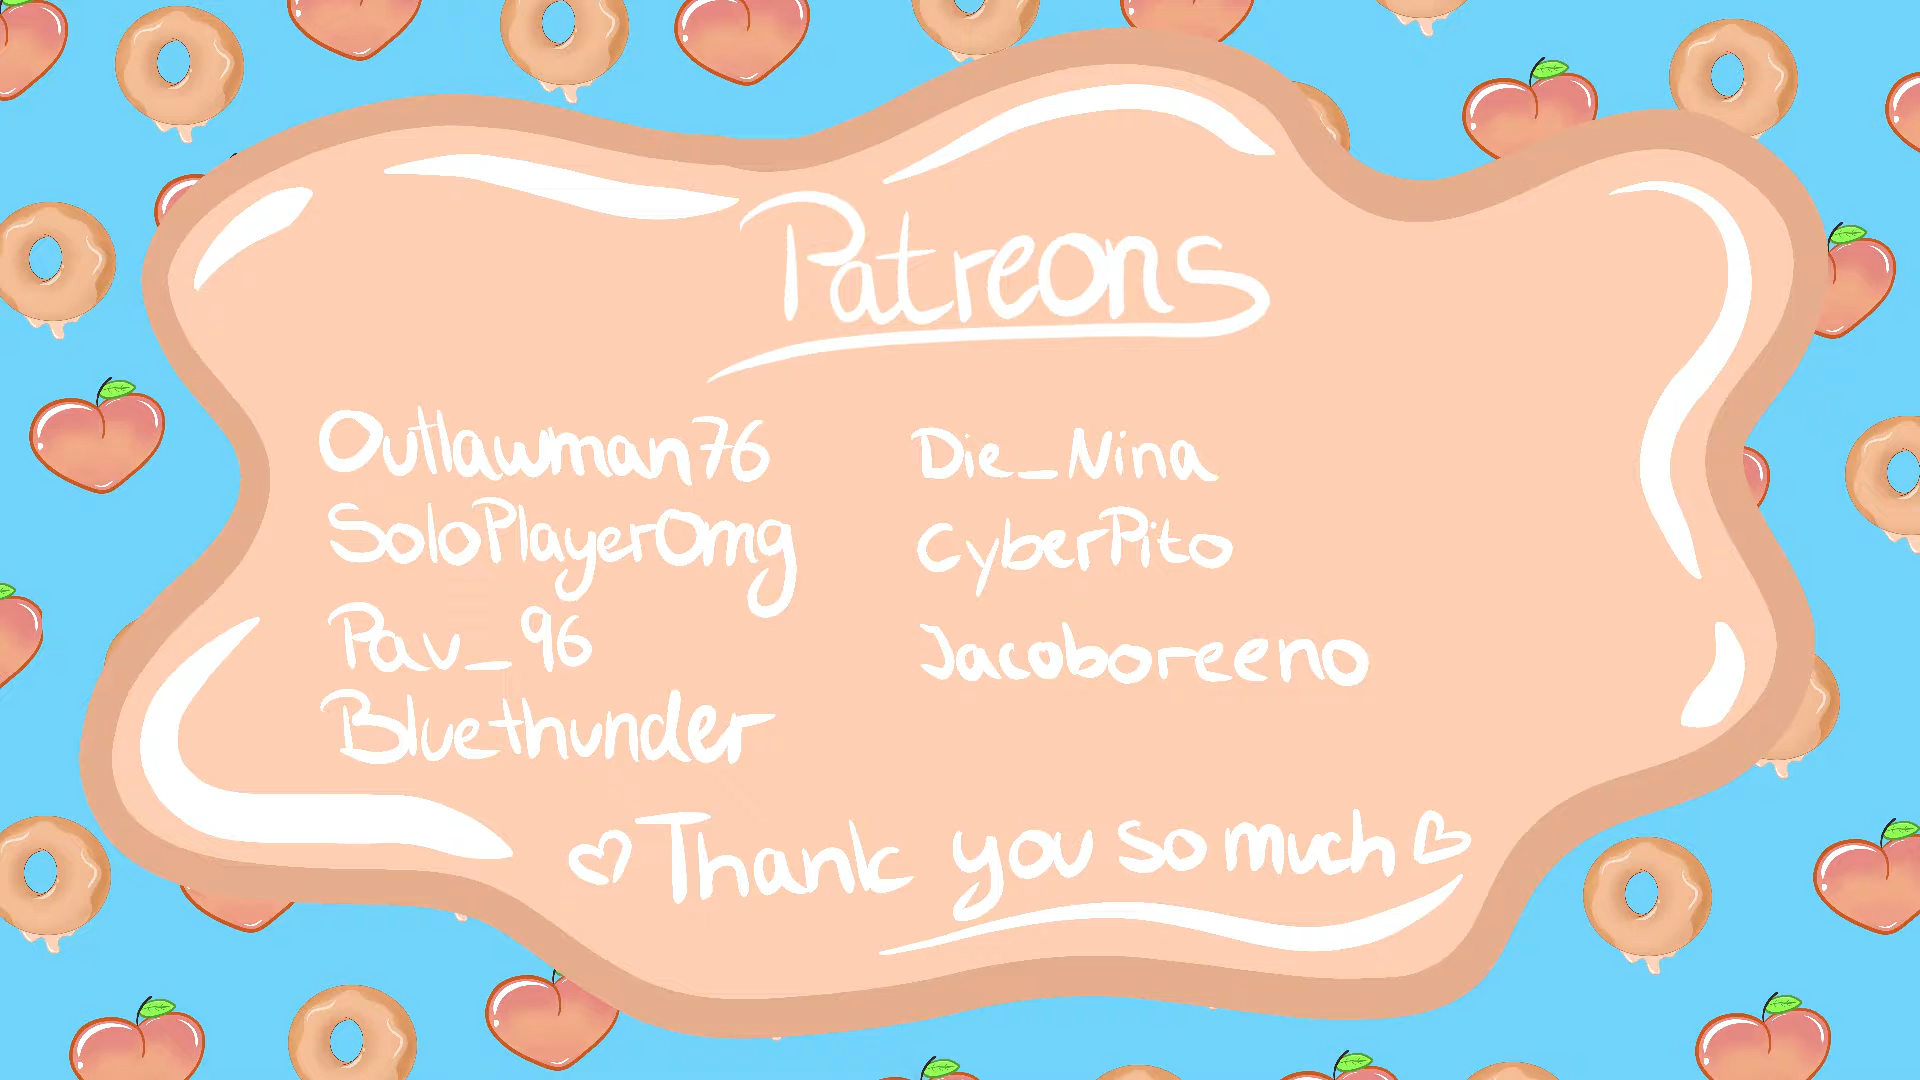 Patreons
Outlawman76
SoloPlayerOmg
Pav_96
Bluethunder
Die_Nina
CyberPito
Jacoboreeno
♡Thank you so much♡